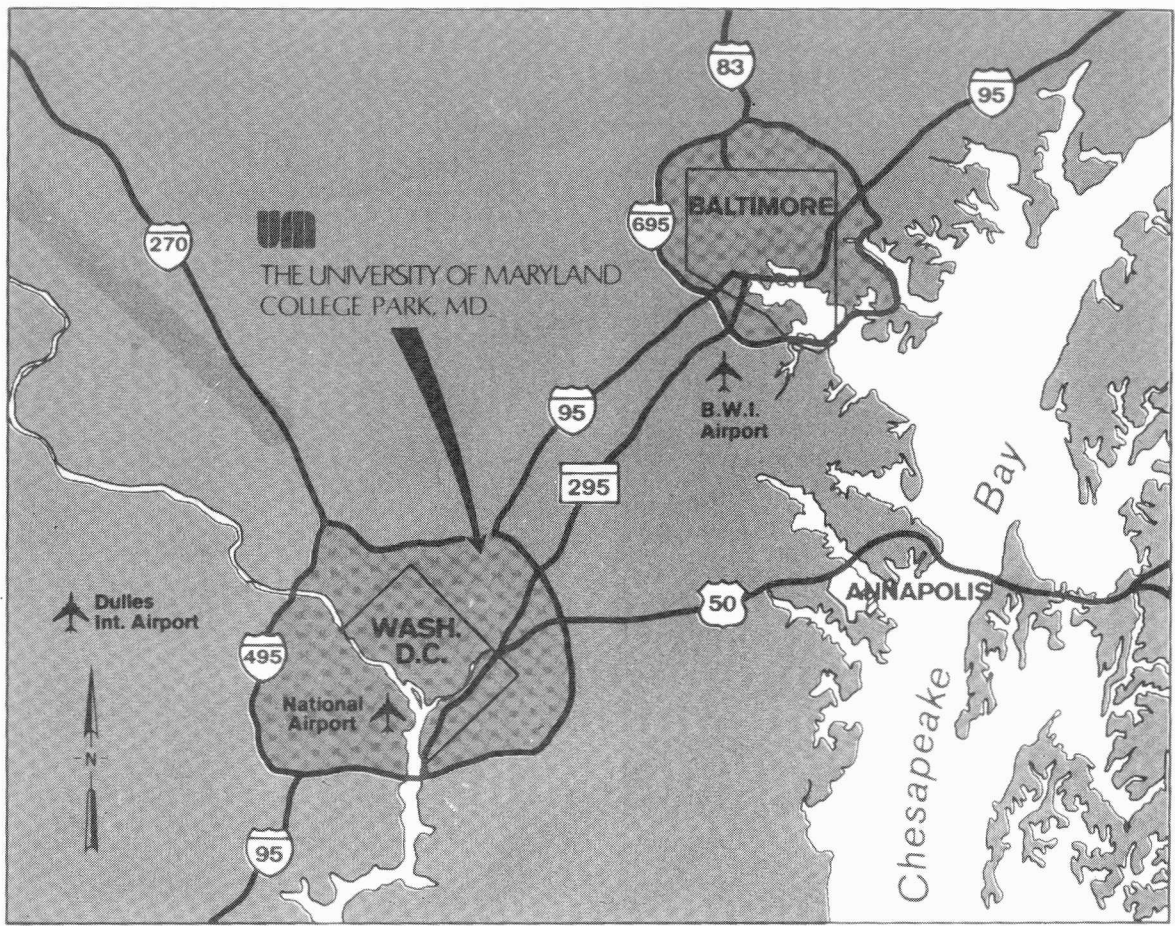 83
95
BALTIMORE
695
270
UM
THE UNIVERSITY OF MARYLAND
COLLEGE PARK, MD.
95
B.W.I.
Airport
295
Bay
Dulles
Int. Airport
50
ANNAPOLIS
WASH.
D.C.
495
National
Airport
Chesapeake
N
95